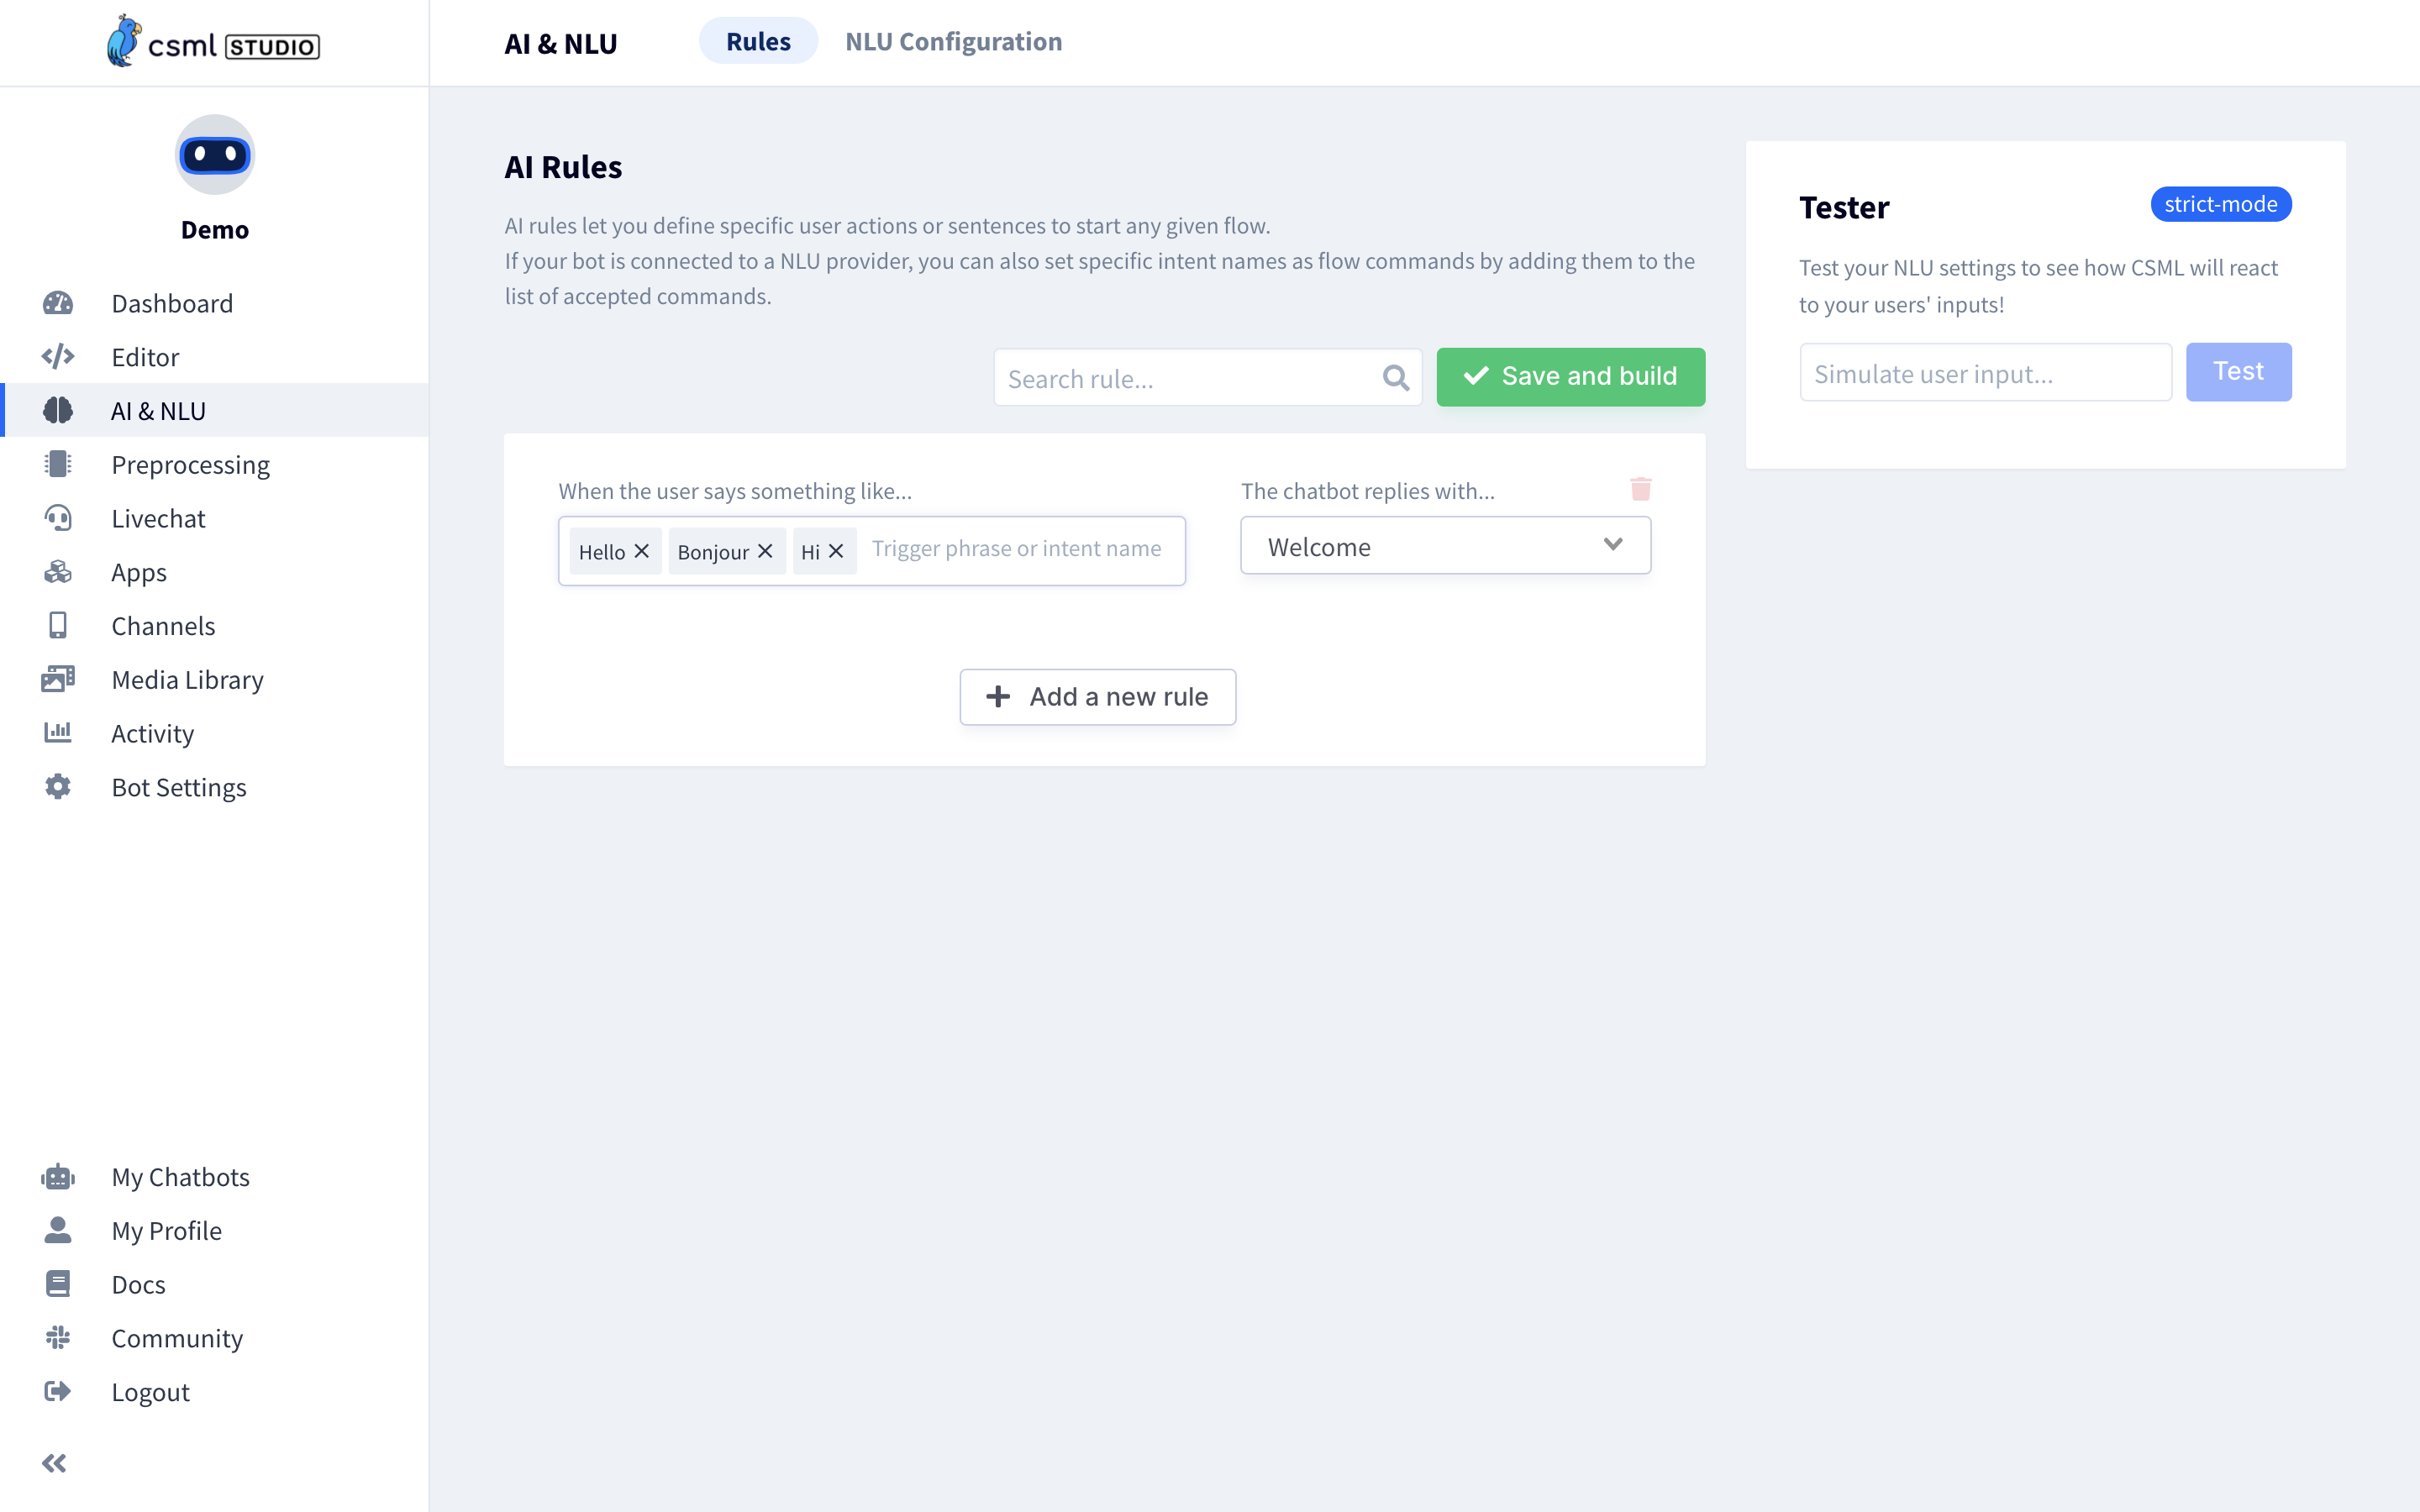 csml STUDIO
AI & NLU
Rules
NLU Configuration
Demo
Dashboard
Editor
AI & NLU
Preprocessing
Livechat
Apps
Channels
Media Library
Activity
Bot Settings
My Chatbots
My Profile
Docs
Community
Logout
AI Rules
AI rules let you define specific user actions or sentences to start any given flow.
If your bot is connected to a NLU provider, you can also set specific intent names as flow commands by adding them to the
list of accepted commands.
Search rule...
Save and build
When the user says something like...
Hello Bonjour Hi Trigger phrase or intent name
The chatbot replies with...
Welcome
Add a new rule
Tester
strict-mode
Test your NLU settings to see how CSML will react
to your users' inputs!
Simulate user input...
Test